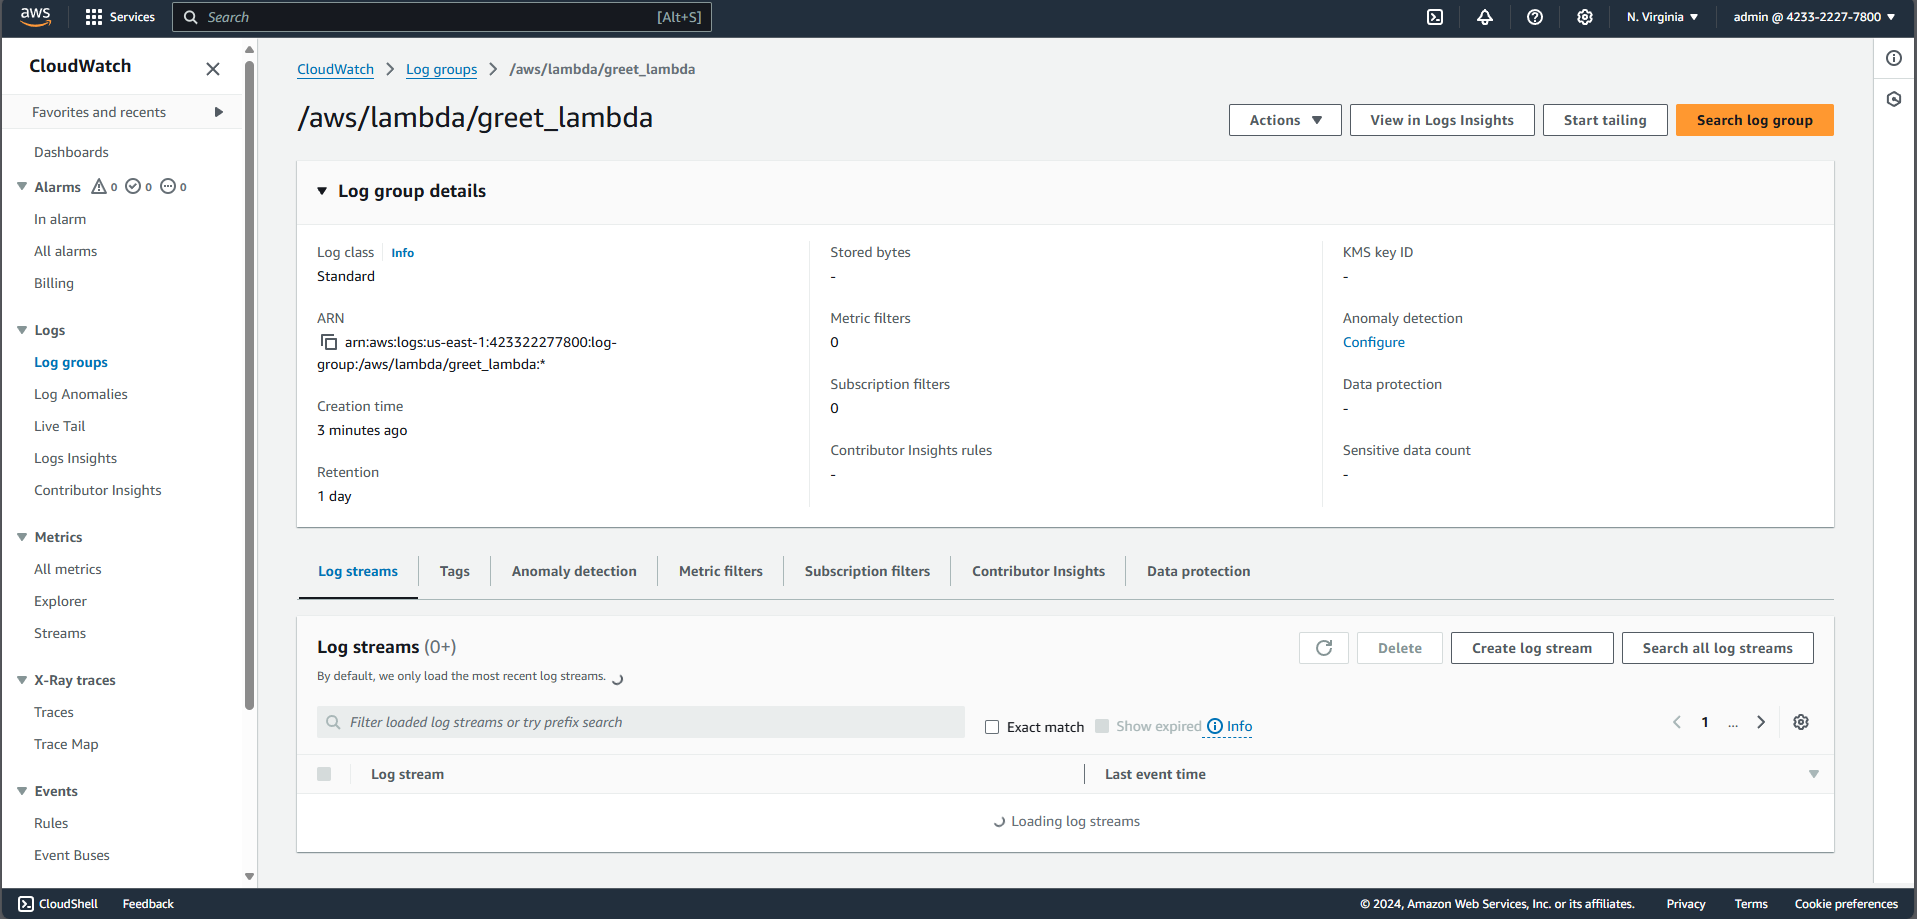 aws
Services
Search
[Alt+S]
N. Virginia
admin @ 4233-2227-7800
CloudWatch
Favorites and recents
Dashboards
Alarms 0 0 0
In alarm
All alarms
Billing
Logs
Log groups
Log Anomalies
Live Tail
Logs Insights
Contributor Insights
Metrics
All metrics
Explorer
Streams
X-Ray traces
Traces
Trace Map
Events
Rules
Event Buses
CloudWatch > Log groups > /aws/lambda/greet_lambda
/aws/lambda/greet_lambda
Actions
View in Logs Insights
Start tailing
Search log group
Log group details
Log class Info
Standard
ARN
arn:aws:logs:us-east-1:423322277800:log-
group:/aws/lambda/greet_lambda:*
Creation time
3 minutes ago
Retention
1 day
Stored bytes
-
Metric filters
0
Subscription filters
0
Contributor Insights rules
-
KMS key ID
-
Anomaly detection
Configure
Data protection
-
Sensitive data count
-
Log streams
Tags
Anomaly detection
Metric filters
Subscription filters
Contributor Insights
Data protection
Log streams (0+)
By default, we only load the most recent log streams.
Delete
Create log stream
Search all log streams
Filter loaded log streams or try prefix search
Exact match
Show expired
Info
1 ...
Log stream
Last event time
Loading log streams
CloudShell
Feedback
© 2024, Amazon Web Services, Inc. or its affiliates.
Privacy
Terms
Cookie preferences